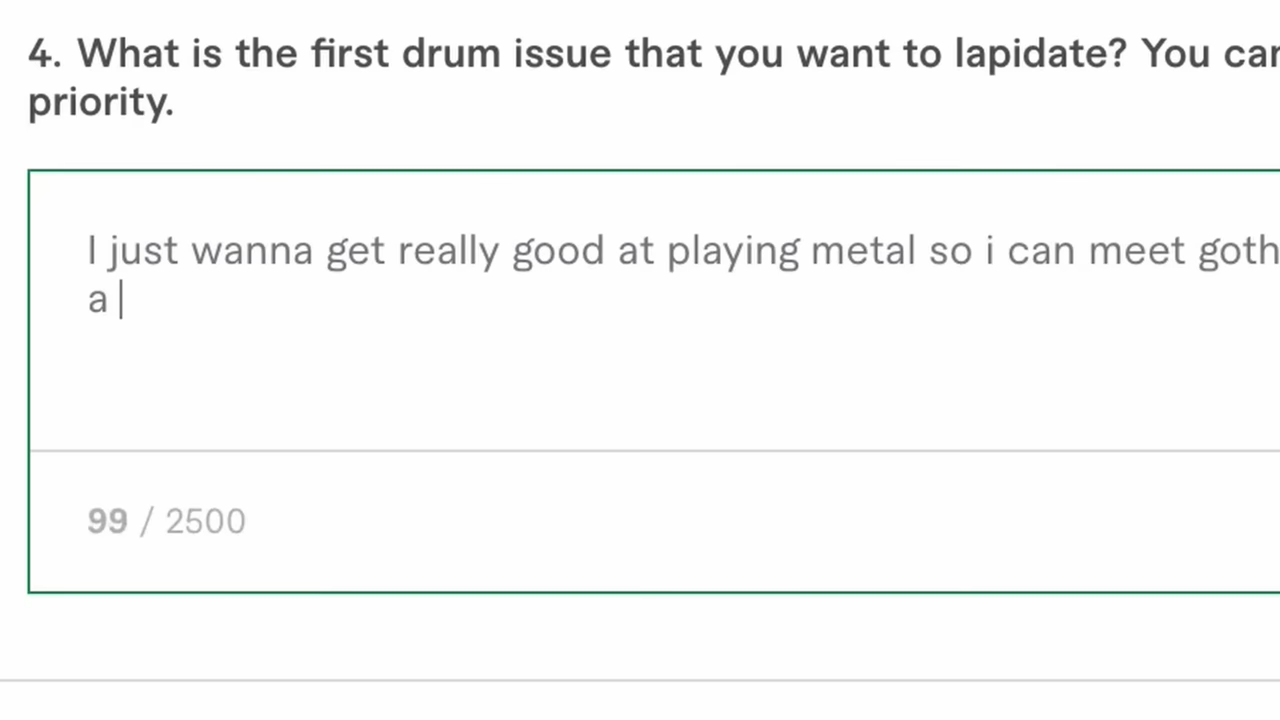 4. What is the first drum issue that you want to lapidate? You can
priority.
I just wanna get really good at playing metal so i can meet goth
a
99 / 2500